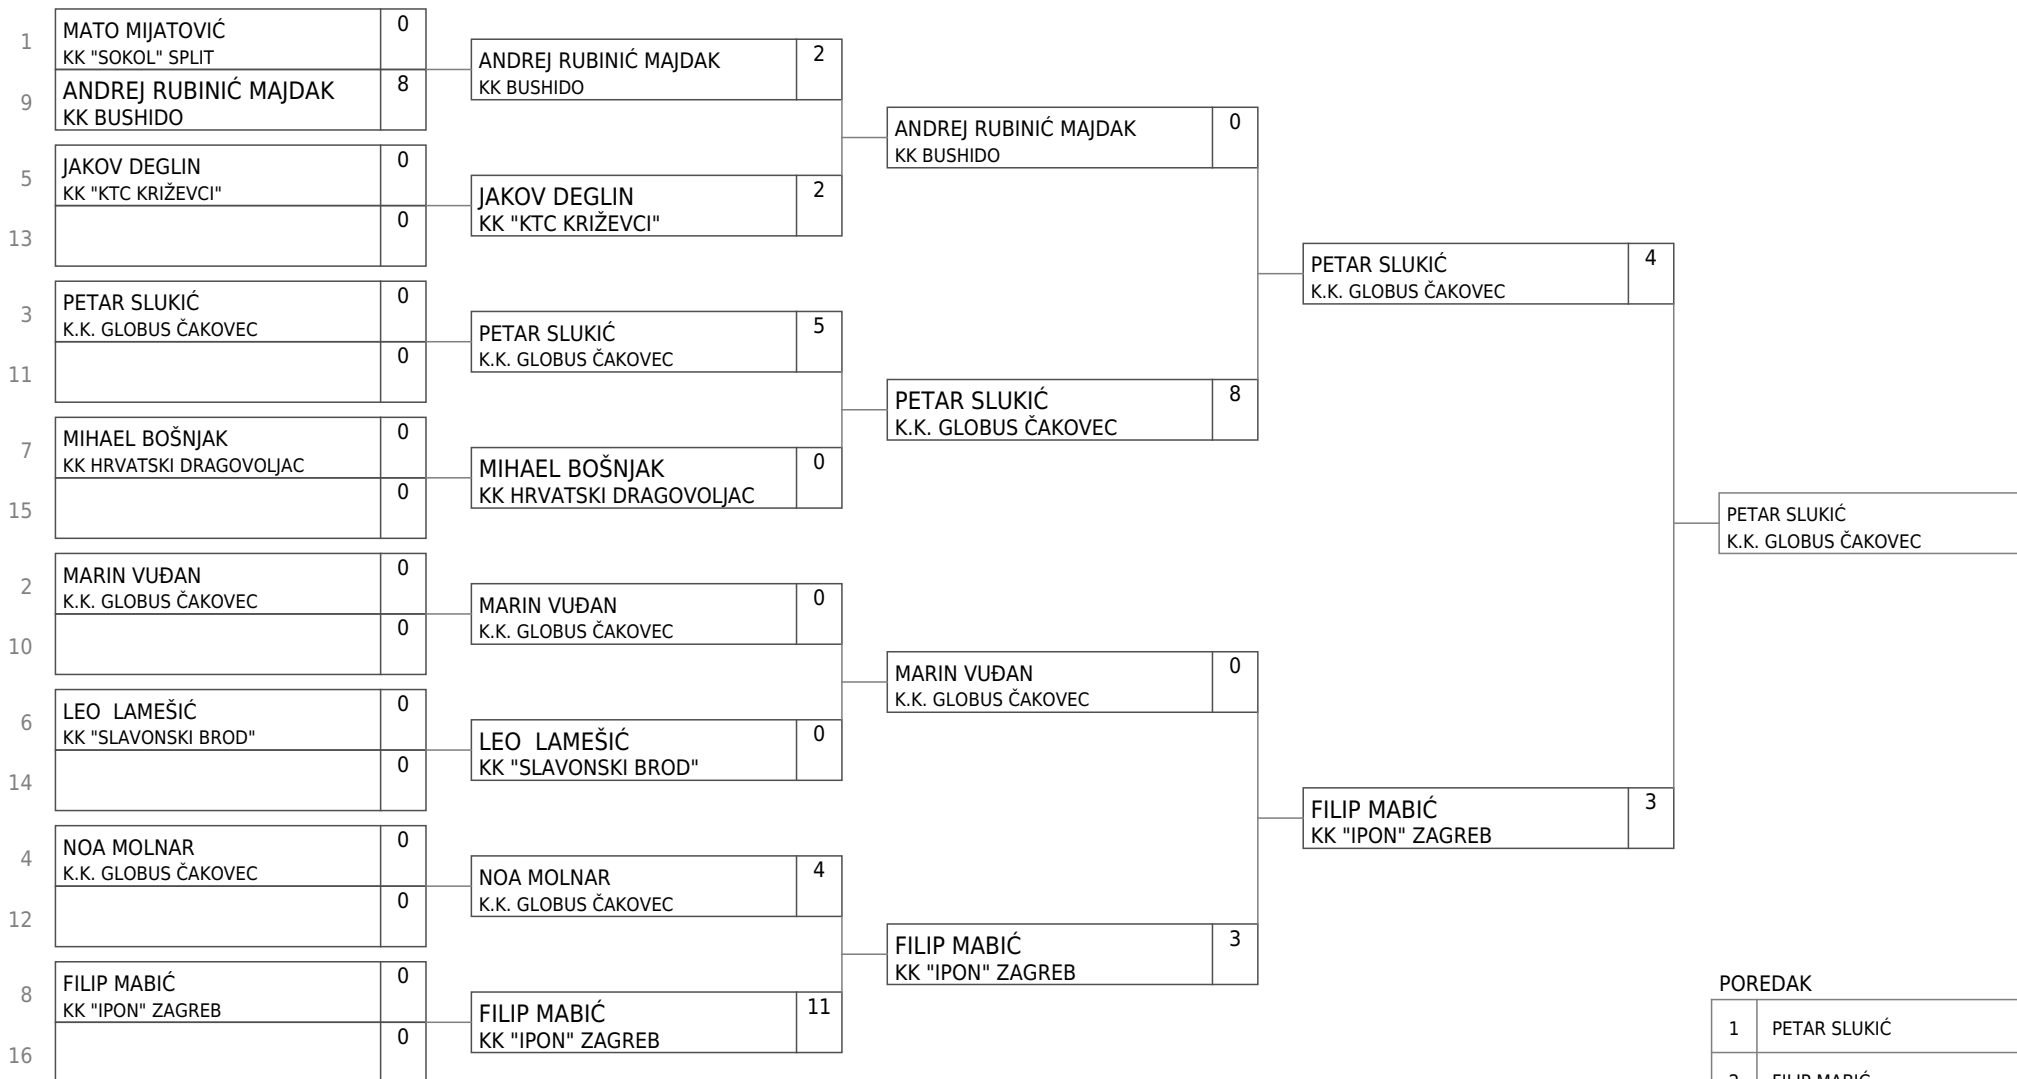 1
MATO MIJATOVIĆ
KK "SOKOL" SPLIT
0
9
ANDREJ RUBINIĆ MAJDAK
KK BUSHIDO
8
5
JAKOV DEGLIN
KK "KTC KRIŽEVCI"
0
13
0
3
PETAR SLUKIĆ
K.K. GLOBUS ČAKOVEC
0
11
0
7
MIHAEL BOŠNJAK
KK HRVATSKI DRAGOVOLJAC
0
15
0
2
MARIN VUĐAN
K.K. GLOBUS ČAKOVEC
0
10
0
6
LEO  LAMEŠIĆ
KK "SLAVONSKI BROD"
0
14
0
4
NOA MOLNAR
K.K. GLOBUS ČAKOVEC
0
12
0
8
FILIP MABIĆ
KK "IPON" ZAGREB
0
16
0
ANDREJ RUBINIĆ MAJDAK
KK BUSHIDO
2
JAKOV DEGLIN
KK "KTC KRIŽEVCI"
2
PETAR SLUKIĆ
K.K. GLOBUS ČAKOVEC
5
MIHAEL BOŠNJAK
KK HRVATSKI DRAGOVOLJAC
0
MARIN VUĐAN
K.K. GLOBUS ČAKOVEC
0
LEO  LAMEŠIĆ
KK "SLAVONSKI BROD"
0
NOA MOLNAR
K.K. GLOBUS ČAKOVEC
4
FILIP MABIĆ
KK "IPON" ZAGREB
11
ANDREJ RUBINIĆ MAJDAK
KK BUSHIDO
0
PETAR SLUKIĆ
K.K. GLOBUS ČAKOVEC
8
MARIN VUĐAN
K.K. GLOBUS ČAKOVEC
0
FILIP MABIĆ
KK "IPON" ZAGREB
3
PETAR SLUKIĆ
K.K. GLOBUS ČAKOVEC
4
FILIP MABIĆ
KK "IPON" ZAGREB
3
PETAR SLUKIĆ
K.K. GLOBUS ČAKOVEC
POREDAK
1 PETAR SLUKIĆ
2 FILIP MABIĆ